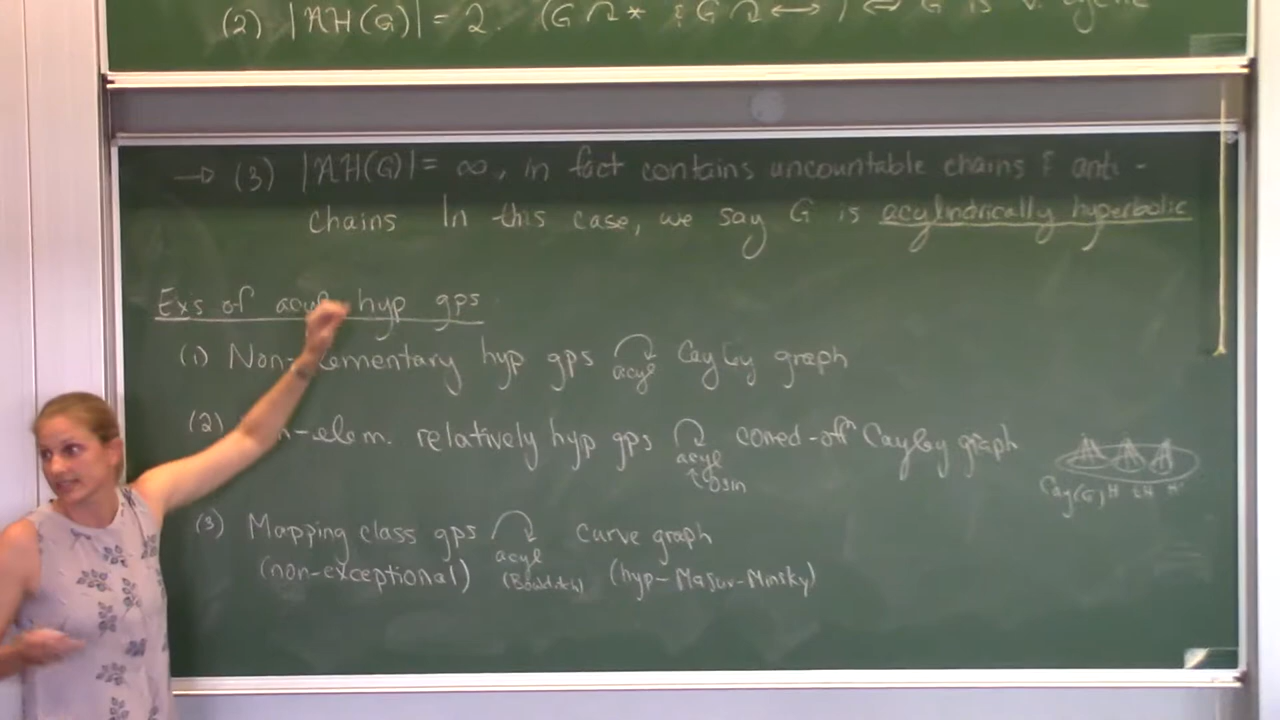 (2) |AH(G)| = 2. (G ↷ * & G ↷ ↔) ⇔ G is v. cyclic
→ (3) |AH(G)| = ∞, in fact contains uncountable chains & anti-
chains In this case, we say G is acylindrically hyperbolic
Exs of acyl hyp gps
(1) Non-elementary hyp gps ↷ Cayley graph
acyl
(2) n-elem. relatively hyp gps ↷ coned-off Cayley graph
acyl
↑ Osin
Cay(G) H
(3) Mapping class gps ↷ curve graph
acyl
(non-exceptional) (Bowditch) (hyp-Masur-Minsky)